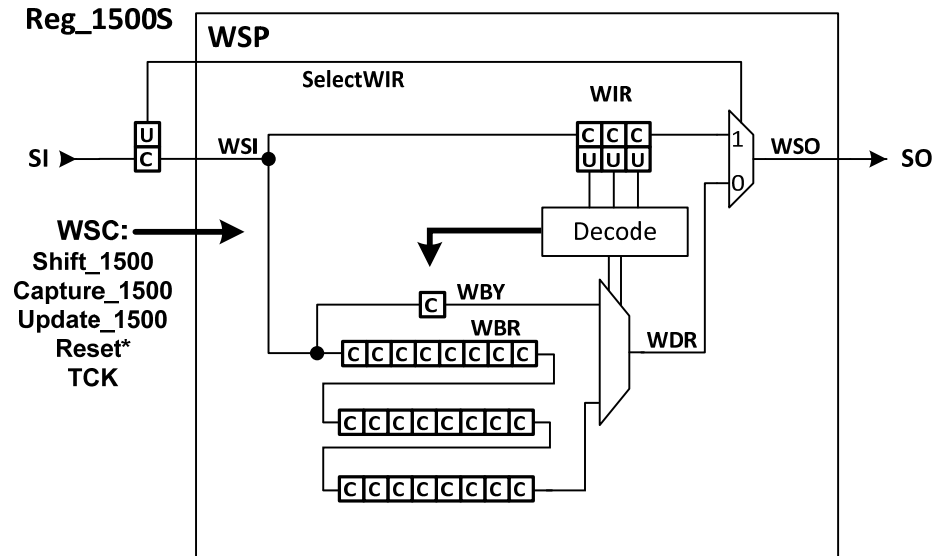 Reg_1500S
WSP
SelectWIR
WIR
U
C C C
SI
C
WSI
U U U
1
WSO
SO
0
WSC:
Decode
Shift_1500
Capture_1500
C
WBY
Update_1500
WBR
Reset*
C C C C C C C C
WDR
TCK
C C C C C C C C
C C C C C C C C